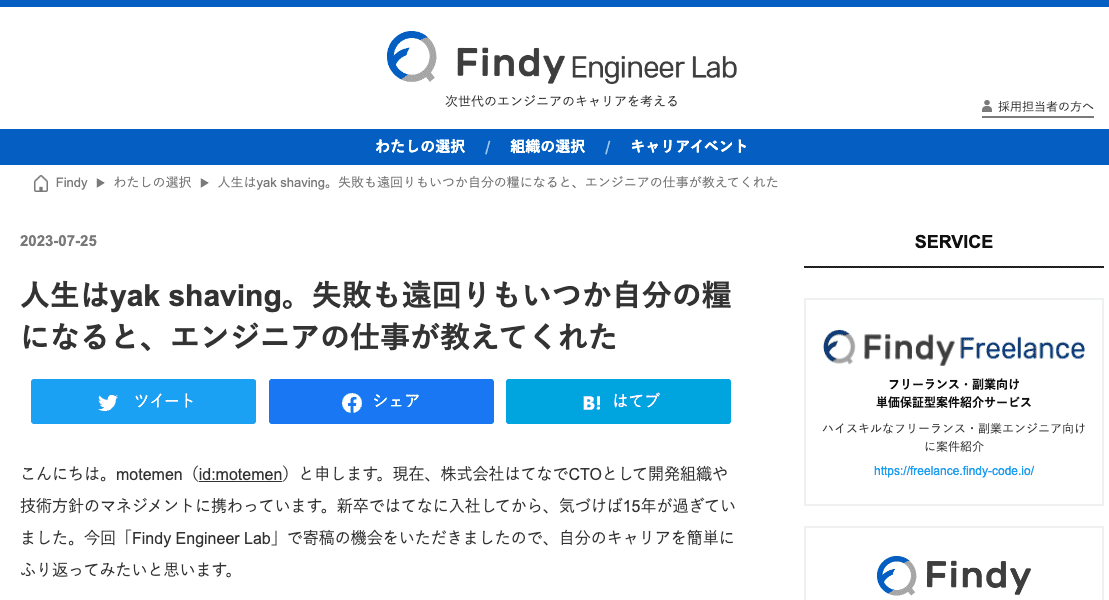 Findy Engineer Lab
次世代のエンジニアのキャリアを考える
採用担当者の方へ
わたしの選択 / 組織の選択 / キャリアイベント
Findy ▶ わたしの選択 ▶ 人生はyak shaving。失敗も遠回りもいつか自分の糧になると、エンジニアの仕事が教えてくれた
2023-07-25
人生はyak shaving。失敗も遠回りもいつか自分の糧
になると、エンジニアの仕事が教えてくれた
ツイート
シェア
B! はてブ
こんにちは。motemen（id:motemen）と申します。現在、株式会社はてなでCTOとして開発組織や
技術方針のマネジメントに携わっています。新卒ではてなに入社してから、気づけば15年が過ぎてい
ました。今回「Findy Engineer Lab」で寄稿の機会をいただきましたので、自分のキャリアを簡単に
ふり返ってみたいと思います。
SERVICE
Findy Freelance
フリーランス・副業向け
単価保証型案件紹介サービス
ハイスキルなフリーランス・副業エンジニア向け
に案件紹介
https://freelance.findy-code.io/
Findy